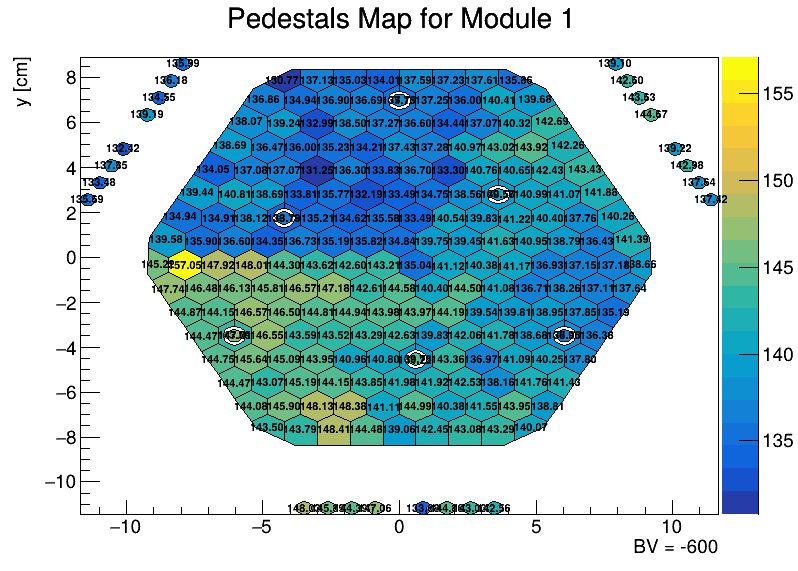 Pedestals Map for Module 1
y [cm]
8
6
4
2
0
−2
−4
−6
−8
−10
−10
−5
0
5
10
BV = -600
155
150
145
140
135
135.99
139.10
136.18
142.60
134.55
143.63
139.19
144.67
132.42
139.22
137.85
142.98
133.48
137.64
135.69
137.42
130.77 137.13 135.03 134.01 137.59 137.23 137.61 135.86
136.86 134.94 136.90 136.69 137.25 136.00 140.41 139.68
138.07 139.24 132.99 138.50 137.27 136.60 134.44 137.07 140.32 142.69
138.69 136.47 136.00 135.23 134.21 137.43 137.28 140.97 143.02 143.92 142.26
134.05 137.08 138.07 131.25 136.30 133.83 136.70 133.30 140.76 140.65 142.43 143.43
139.44 140.81 138.69 133.81 135.77 132.19 133.49 134.75 138.91 140.99 141.07 141.88
134.94 134.91 138.12 135.21 134.62 135.58 133.49 140.54 139.83 141.22 140.40 137.76 140.26
139.58 135.90 136.60 134.35 136.73 135.19 135.82 134.84 139.75 139.45 141.63 140.95 138.79 136.43 141.39
157.05 147.92 148.01 144.30 143.62 142.60 143.21 135.04 141.12 140.38 141.17 136.93 137.15 138.66
147.74 146.48 146.13 145.81 146.57 147.18 142.61 144.58 140.40 144.50 141.08 136.71 138.26 137.11 137.64
144.87 144.15 146.57 150.04 144.81 144.94 143.98 143.97 144.19 139.54 139.81 138.95 137.85 135.19
144.47 146.55 143.59 143.52 143.29 142.63 139.83 142.06 141.78 138.68 136.38
144.75 145.64 145.09 143.95 140.96 140.80 143.36 136.97 141.09 140.25 137.80
144.47 143.07 145.19 144.15 143.85 141.98 141.92 142.53 138.16 141.76 141.43
144.08 145.90 148.13 148.38 141.11 144.99 140.38 141.55 143.95 138.81
143.50 143.79 148.41 144.48 139.06 142.45 143.08 143.29 140.07